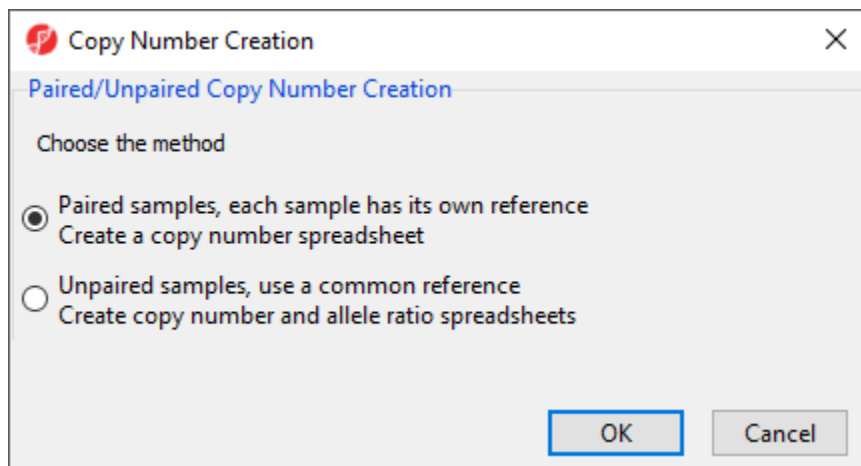 Copy Number Creation
Paired/Unpaired Copy Number Creation
Choose the method
Paired samples, each sample has its own reference
Create a copy number spreadsheet
Unpaired samples, use a common reference
Create copy number and allele ratio spreadsheets
OK
Cancel